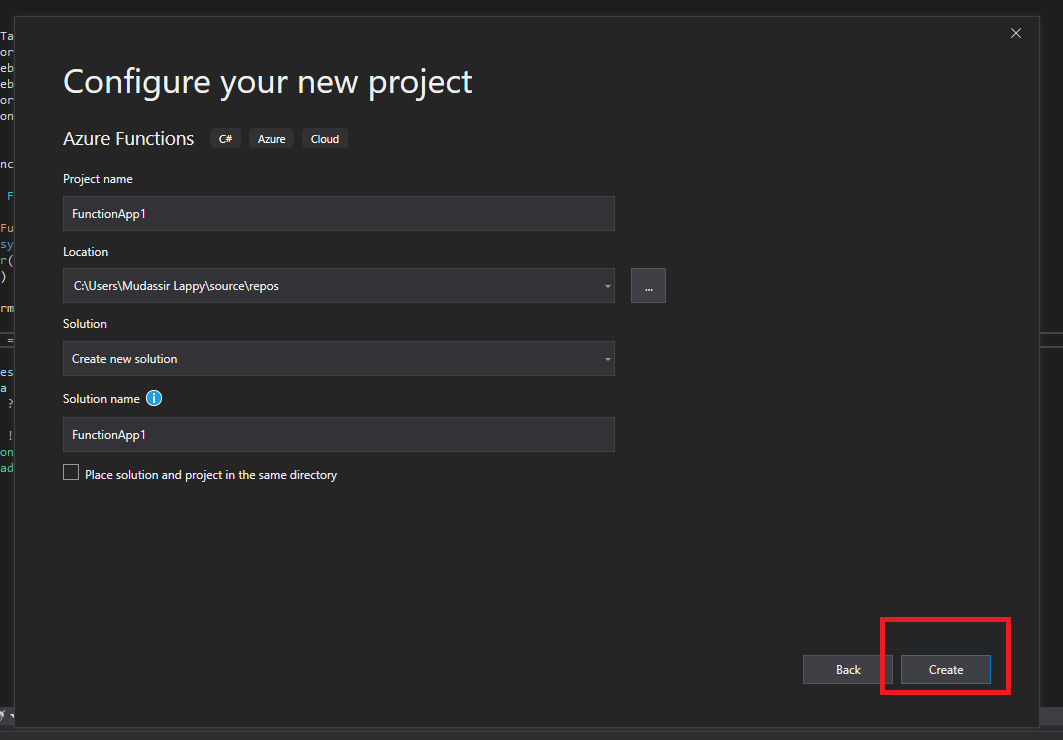 Configure your new project
Azure Functions C# Azure Cloud
Project name
FunctionApp1
Location
C:\Users\Mudassir Lappy\source\repos
...
Solution
Create new solution
Solution name
FunctionApp1
Place solution and project in the same directory
Back Create